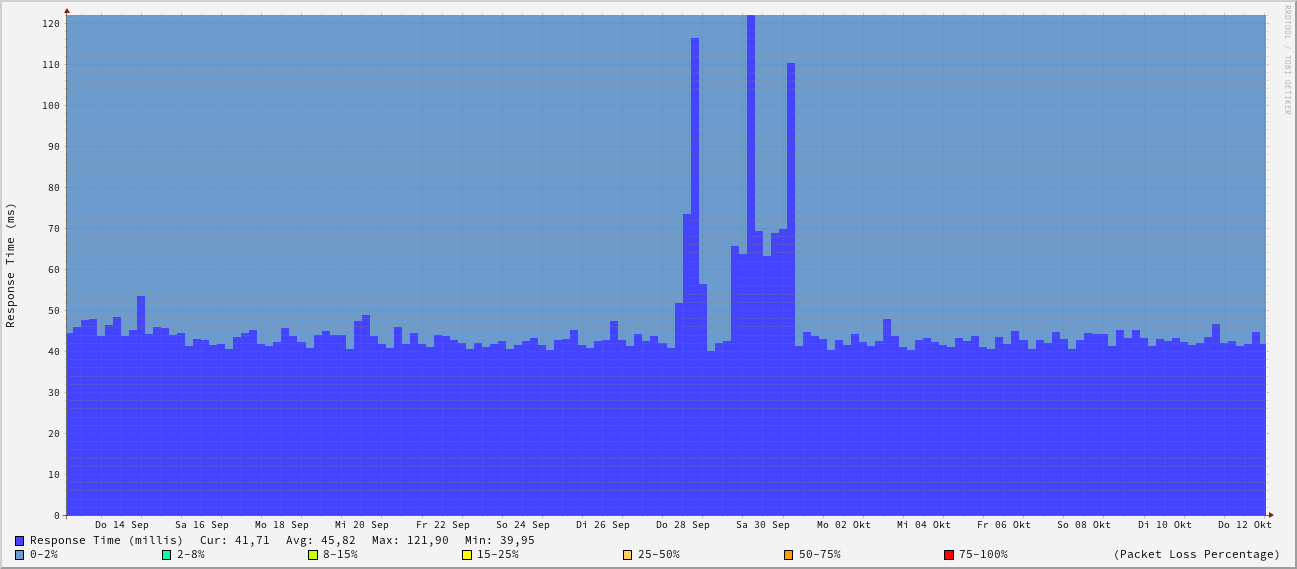 RRDTOOL / TOBI OETIKER
Response Time (ms)
120
110
100
90
80
70
60
50
40
30
20
10
0
Do 14 Sep Sa 16 Sep Mo 18 Sep Mi 20 Sep Fr 22 Sep So 24 Sep Di 26 Sep Do 28 Sep Sa 30 Sep Mo 02 Okt Mi 04 Okt Fr 06 Okt So 08 Okt Di 10 Okt Do 12 Okt
Response Time (millis) Cur: 41,71 Avg: 45,82 Max: 121,90 Min: 39,95
0-2% 2-8% 8-15% 15-25% 25-50% 50-75% 75-100% (Packet Loss Percentage)